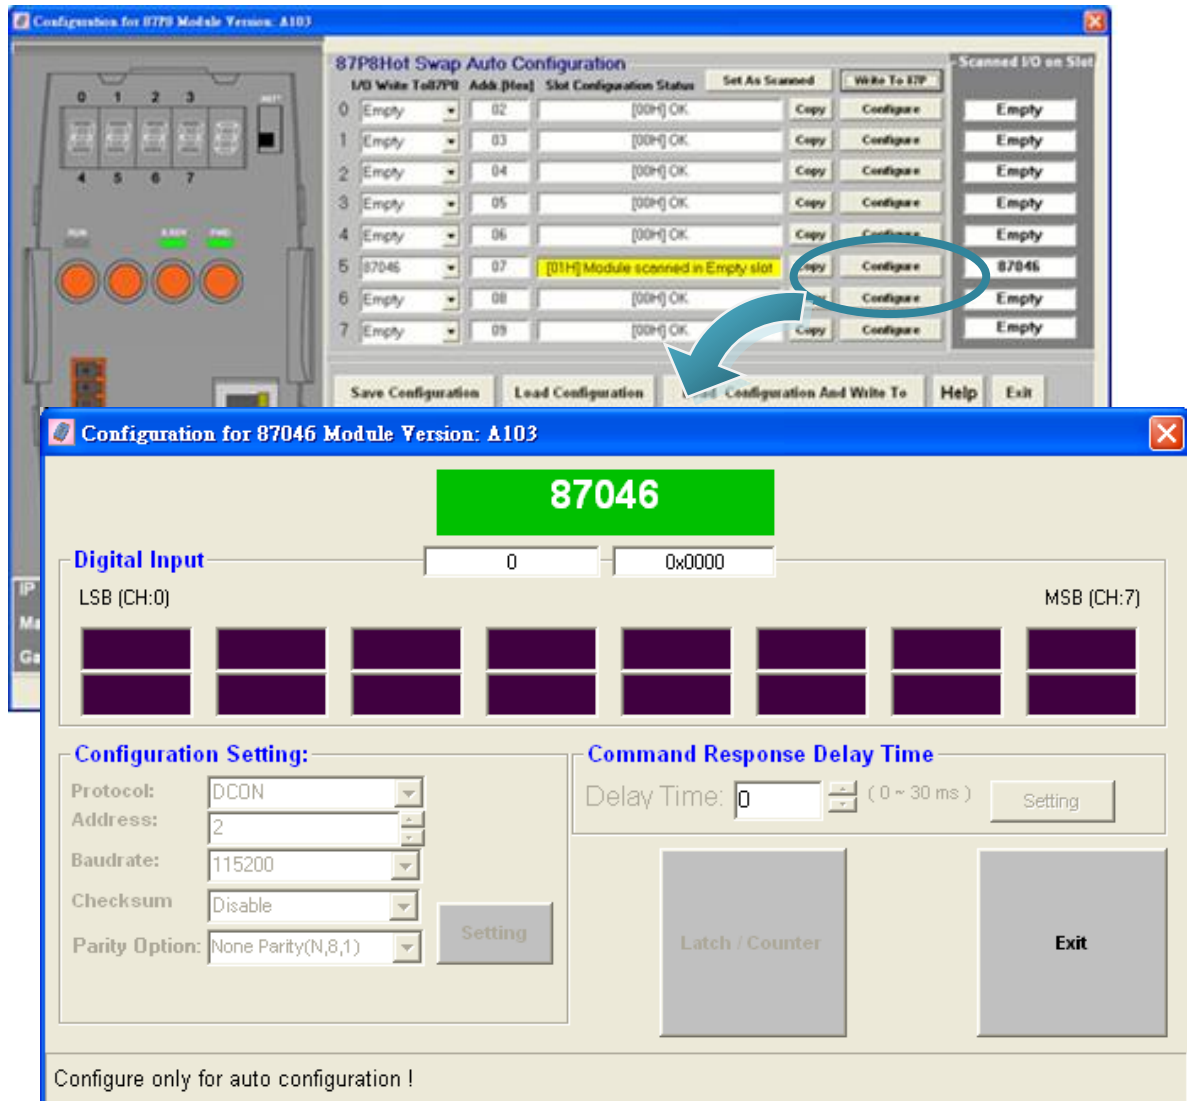 Configuration for 87P8 Module Version: A103
0 1 2 3
4 5 6 7
RUN PWR
87P8Hot Swap Auto Configuration
I/O Write To87P8 Addr.[Hex] Slot Configuration Status Set As Scanned Write To 87P Scanned I/O on Slot
0 Empty 02 [00H] OK. Copy Configure Empty
1 Empty 03 [00H] OK. Copy Configure Empty
2 Empty 04 [00H] OK. Copy Configure Empty
3 Empty 05 [00H] OK. Copy Configure Empty
4 Empty 06 [00H] OK. Copy Configure Empty
5 87046 07 [01H] Module scanned in Empty slot Copy Configure 87046
6 Empty 08 [00H] OK. Configure Empty
7 Empty 09 [00H] OK. Copy Configure Empty
Save Configuration Load Configuration Configuration And Write To Help Exit
IP
Ma
Ga
Configuration for 87046 Module Version: A103
87046
Digital Input 0 0x0000
LSB (CH:0) MSB (CH:7)
Configuration Setting:
Protocol: DCON
Address: 2
Baudrate: 115200
Checksum Disable
Parity Option: None Parity(N,8,1)
Setting
Command Response Delay Time
Delay Time: 0 ( 0 ~ 30 ms ) Setting
Latch / Counter
Exit
Configure only for auto configuration !